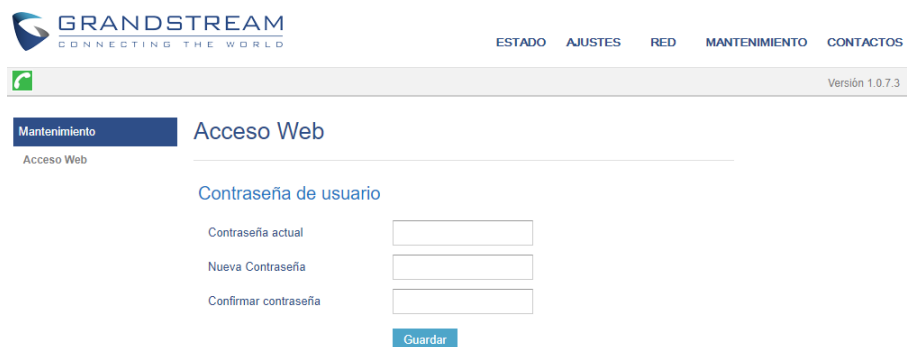 GRANDSTREAM
CONNECTING THE WORLD
ESTADO AJUSTES RED MANTENIMIENTO CONTACTOS
Versión 1.0.7.3
Mantenimiento
Acceso Web
Acceso Web
Contraseña de usuario
Contraseña actual
Nueva Contraseña
Confirmar contraseña
Guardar